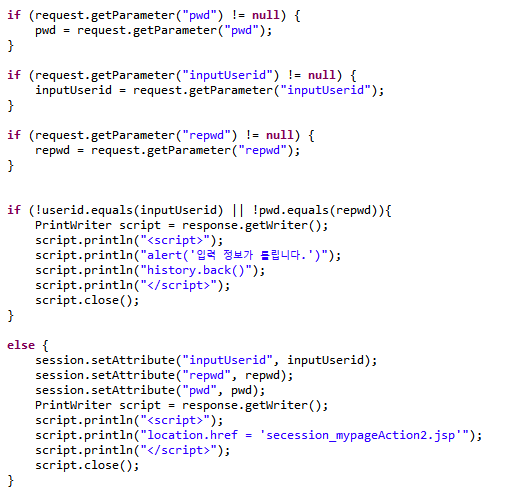 if (request.getParameter("pwd") != null) {
    pwd = request.getParameter("pwd");
}
if (request.getParameter("inputUserid") != null) {
    inputUserid = request.getParameter("inputUserid");
}
if (request.getParameter("repwd") != null) {
    repwd = request.getParameter("repwd");
}
if (!userid.equals(inputUserid) || !pwd.equals(repwd)){
    PrintWriter script = response.getWriter();
    script.println("<script>");
    script.println("alert('입력 정보가 틀립니다.')");
    script.println("history.back()");
    script.println("</script>");
    script.close();
}
else {
    session.setAttribute("inputUserid", inputUserid);
    session.setAttribute("repwd", repwd);
    session.setAttribute("pwd", pwd);
    PrintWriter script = response.getWriter();
    script.println("<script>");
    script.println("location.href = 'secession_mypageAction2.jsp'");
    script.println("</script>");
    script.close();
}